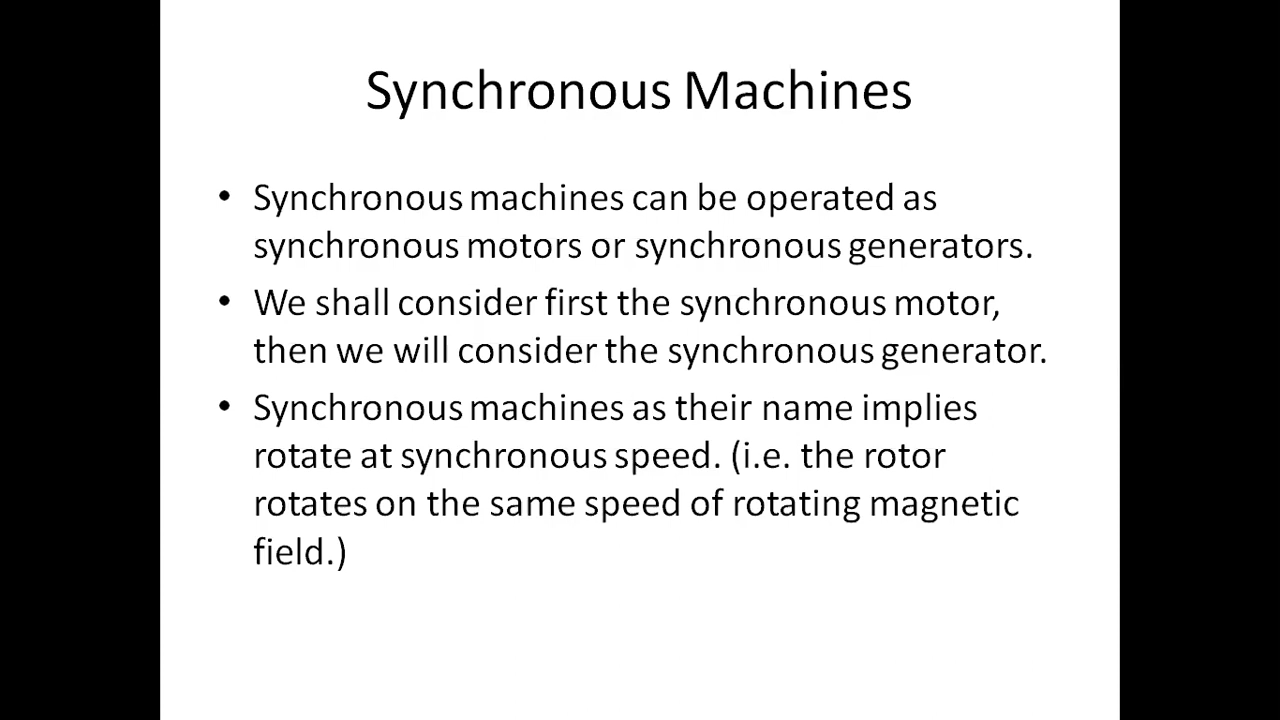 Synchronous Machines
• Synchronous machines can be operated as
synchronous motors or synchronous generators.
• We shall consider first the synchronous motor,
then we will consider the synchronous generator.
• Synchronous machines as their name implies
rotate at synchronous speed. (i.e. the rotor
rotates on the same speed of rotating magnetic
field.)